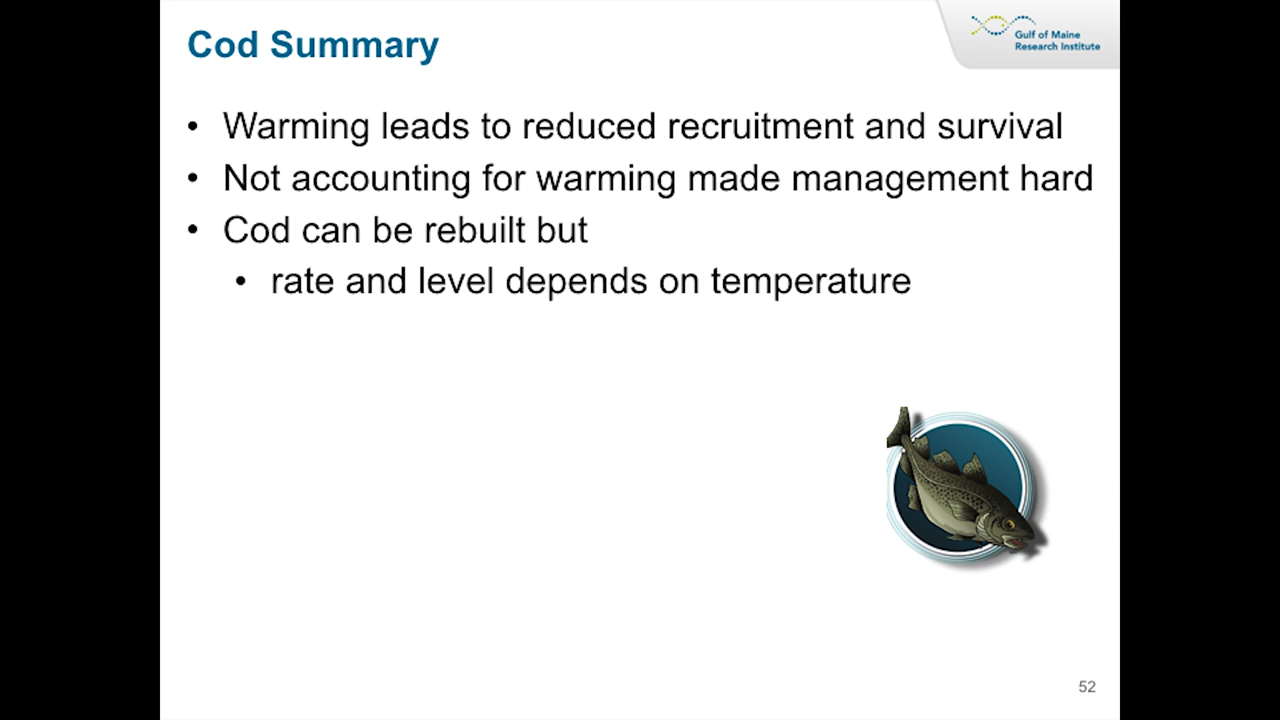 Cod Summary
Gulf of Maine
Research Institute
• Warming leads to reduced recruitment and survival
• Not accounting for warming made management hard
• Cod can be rebuilt but
• rate and level depends on temperature
52